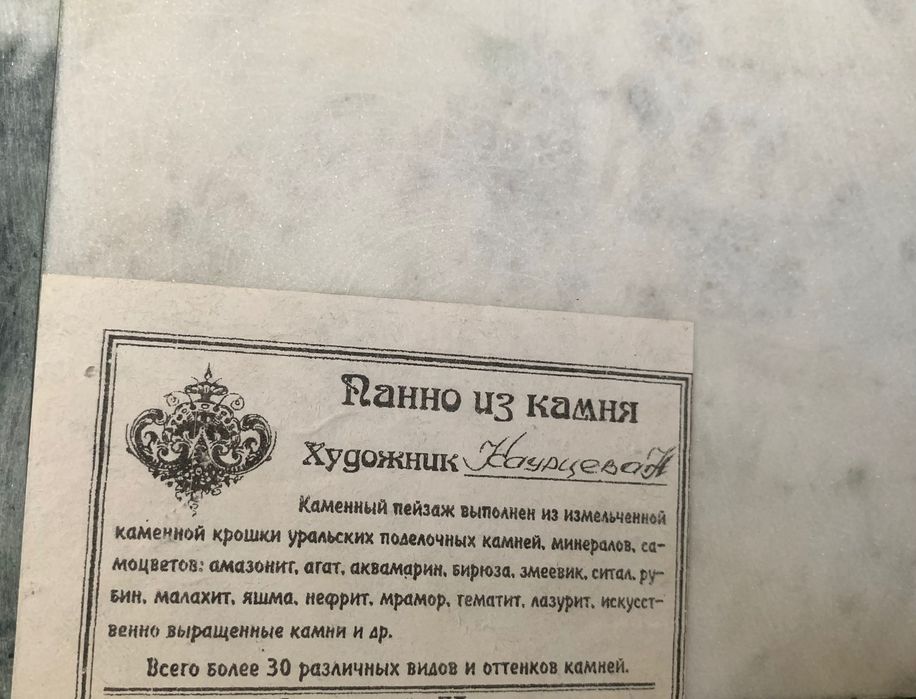 Панно из камня
Художник Наурцева Н
Каменный пейзаж выполнен из измельченной
каменной крошки уральских поделочных камней, минералов, са-
моцветов: амазонит, агат, аквамарин, бирюза, змеевик, ситал, ру-
бин, малахит, яшма, нефрит, мрамор, гематит, лазурит, искусст-
венно выращенные камни и др.
Всего более 30 различных видов и оттенков камней.